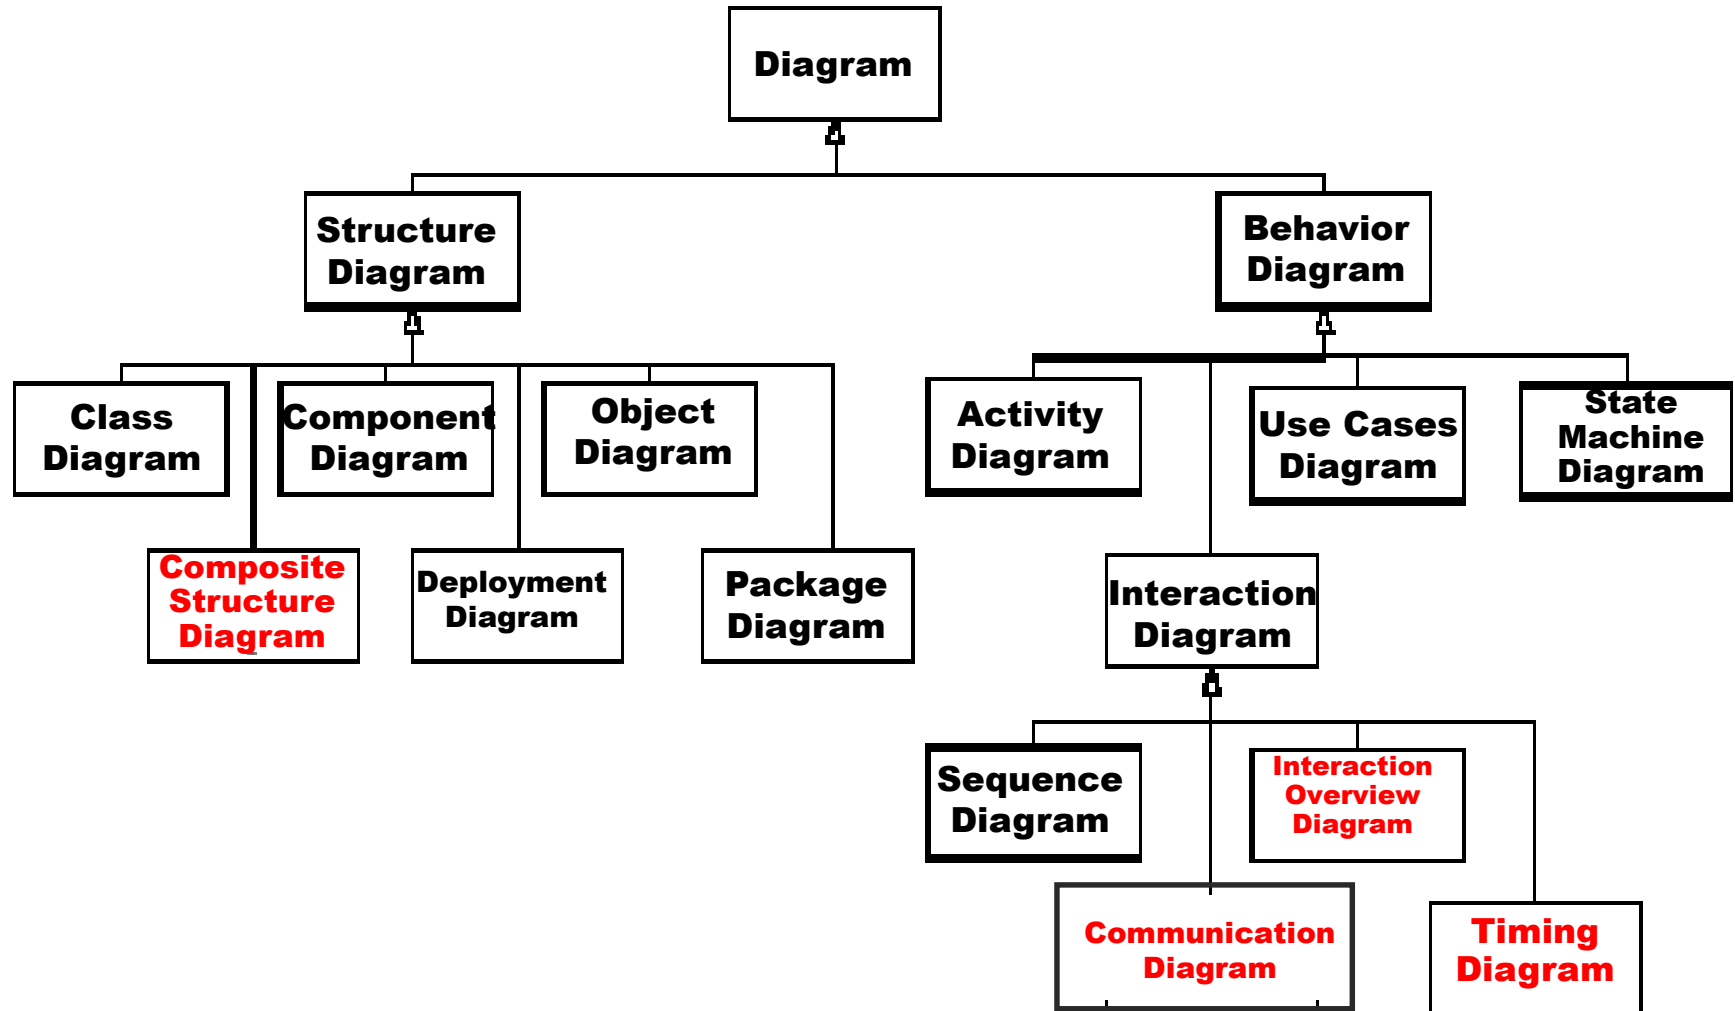 Diagram
Structure
Diagram
Behavior
Diagram
Class
Diagram
Component
Diagram
Object
Diagram
Activity
Diagram
Use Cases
Diagram
State
Machine
Diagram
Composite
Structure
Diagram
Deployment
Diagram
Package
Diagram
Interaction
Diagram
Sequence
Diagram
Interaction
Overview
Diagram
Communication
Diagram
Timing
Diagram